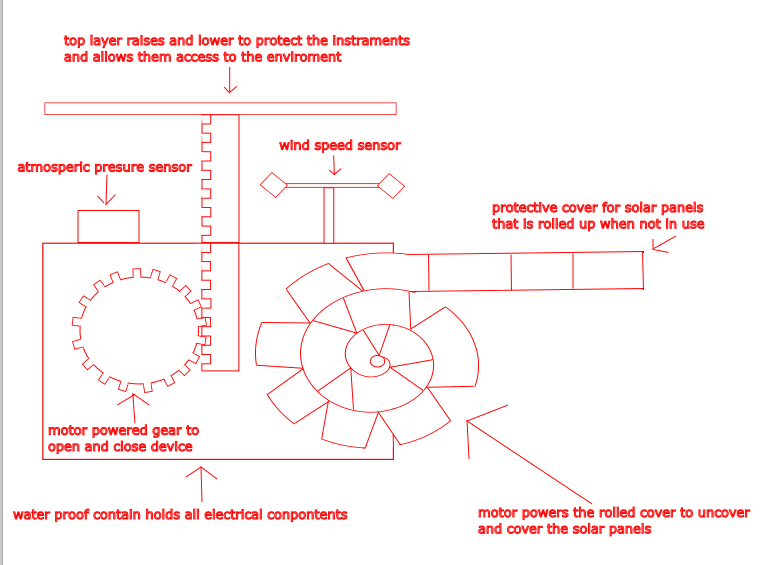 top layer raises and lower to protect the instraments
and allows them access to the enviroment
wind speed sensor
atmosperic presure sensor
protective cover for solar panels
that is rolled up when not in use
motor powered gear to
open and close device
water proof contain holds all electrical conpontents
motor powers the rolled cover to uncover
and cover the solar panels